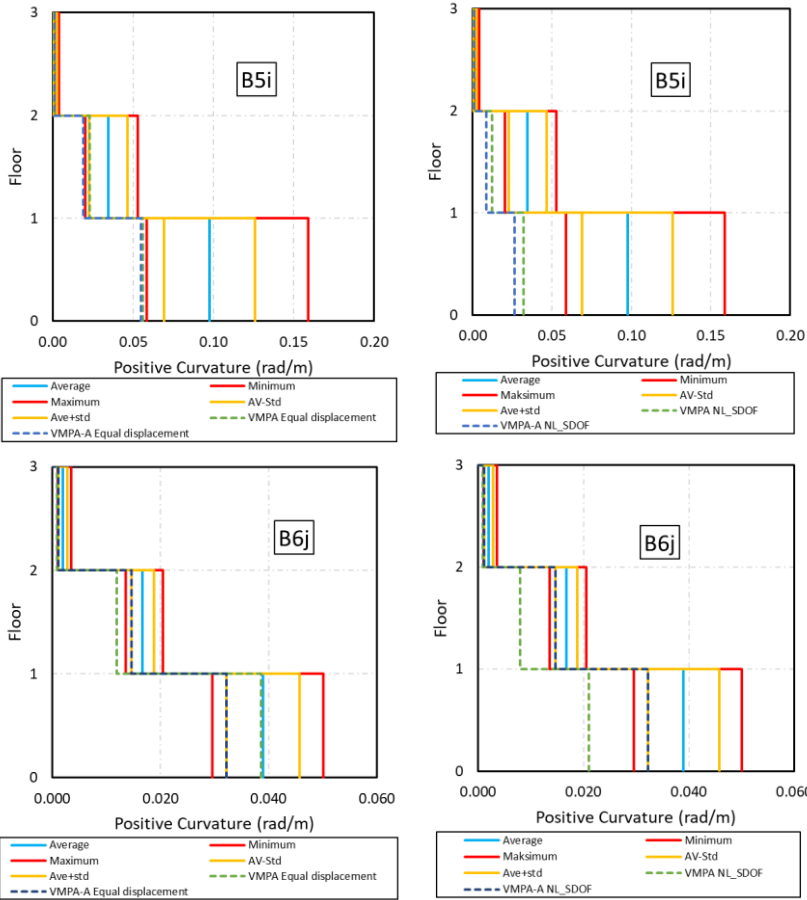 3
2
1
0
Floor
B5i
0.00 0.05 0.10 0.15 0.20
Positive Curvature (rad/m)
Average Minimum
Maximum AV-Std
Ave+std VMPA Equal displacement
VMPA-A Equal displacement
3
2
1
0
Floor
B5i
0.00 0.05 0.10 0.15 0.20
Positive Curvature (rad/m)
Average Minimum
Maksimum AV-Std
Ave+std VMPA NL_SDOF
VMPA-A NL_SDOF
3
2
1
0
Floor
B6j
0.000 0.020 0.040 0.060
Positive Curvature (rad/m)
Average Minimum
Maximum AV-Std
Ave+std VMPA Equal displacement
VMPA-A Equal displacement
3
2
1
0
Floor
B6j
0.000 0.020 0.040 0.060
Positive Curvature (rad/m)
Average Minimum
Maksimum AV-Std
Ave+std VMPA NL_SDOF
VMPA-A NL_SDOF